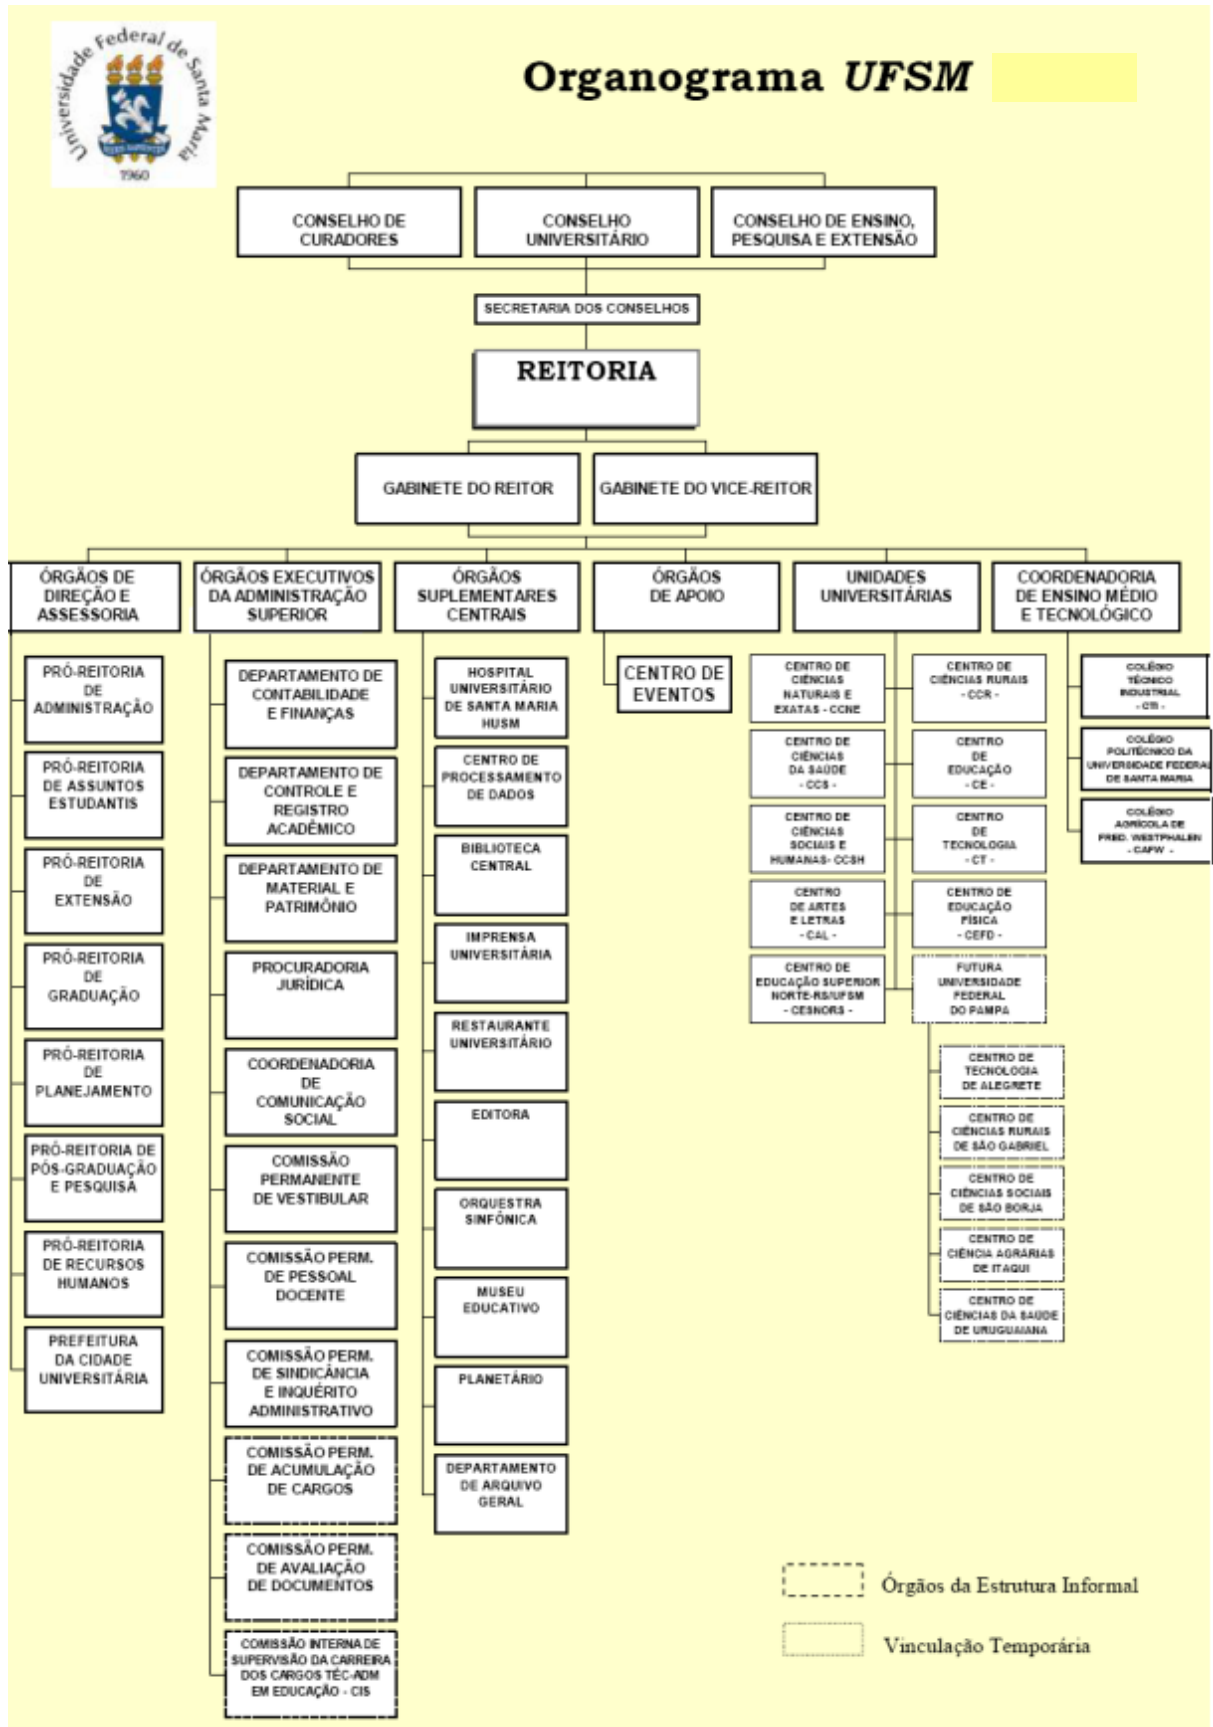 Universidade Federal de Santa Maria
1960
Organograma UFSM
CONSELHO DE
CURADORES
CONSELHO
UNIVERSITÁRIO
CONSELHO DE ENSINO,
PESQUISA E EXTENSÃO
SECRETARIA DOS CONSELHOS
REITORIA
GABINETE DO REITOR
GABINETE DO VICE-REITOR
ÓRGÃOS DE
DIREÇÃO E
ASSESSORIA
ÓRGÃOS EXECUTIVOS
DA ADMINISTRAÇÃO
SUPERIOR
ÓRGÃOS
SUPLEMENTARES
CENTRAIS
ÓRGÃOS
DE APOIO
UNIDADES
UNIVERSITÁRIAS
COORDENADORIA
DE ENSINO MÉDIO
E TECNOLÓGICO
PRÓ-REITORIA
DE
ADMINISTRAÇÃO
PRÓ-REITORIA
DE ASSUNTOS
ESTUDANTIS
PRÓ-REITORIA
DE
EXTENSÃO
PRÓ-REITORIA
DE
GRADUAÇÃO
PRÓ-REITORIA
DE
PLANEJAMENTO
PRÓ-REITORIA DE
PÓS-GRADUAÇÃO
E PESQUISA
PRÓ-REITORIA
DE RECURSOS
HUMANOS
PREFEITURA
DA CIDADE
UNIVERSITÁRIA
DEPARTAMENTO DE
CONTABILIDADE
E FINANÇAS
DEPARTAMENTO DE
CONTROLE E
REGISTRO
ACADÊMICO
DEPARTAMENTO DE
MATERIAL E
PATRIMÔNIO
PROCURADORIA
JURÍDICA
COORDENADORIA
DE
COMUNICAÇÃO
SOCIAL
COMISSÃO
PERMANENTE
DE VESTIBULAR
COMISSÃO PERM.
DE PESSOAL
DOCENTE
COMISSÃO PERM.
DE SINDICÂNCIA
E INQUÉRITO
ADMINISTRATIVO
COMISSÃO PERM.
DE ACUMULAÇÃO
DE CARGOS
COMISSÃO PERM.
DE AVALIAÇÃO
DE DOCUMENTOS
COMISSÃO INTERNA DE
SUPERVISÃO DA CARREIRA
DOS CARGOS TÉC-ADM
EM EDUCAÇÃO - CIS
HOSPITAL
UNIVERSITÁRIO
DE SANTA MARIA
HUSM
CENTRO DE
PROCESSAMENTO
DE DADOS
BIBLIOTECA
CENTRAL
IMPRENSA
UNIVERSITÁRIA
RESTAURANTE
UNIVERSITÁRIO
EDITORA
ORQUESTRA
SINFÔNICA
MUSEU
EDUCATIVO
PLANETÁRIO
DEPARTAMENTO
DE ARQUIVO
GERAL
CENTRO DE
EVENTOS
CENTRO DE
CIÊNCIAS
NATURAIS E
EXATAS - CCNE
CENTRO DE
CIÊNCIAS
DA SAÚDE
- CCS -
CENTRO DE
CIÊNCIAS
SOCIAIS E
HUMANAS- CCSH
CENTRO
DE ARTES
E LETRAS
- CAL -
CENTRO DE
EDUCAÇÃO SUPERIOR
NORTE-RS/UFSM
- CESNORS -
CENTRO DE
CIÊNCIAS RURAIS
- CCR -
CENTRO
DE
EDUCAÇÃO
- CE -
CENTRO
DE
TECNOLOGIA
- CT -
CENTRO DE
EDUCAÇÃO
FÍSICA
- CEFD -
FUTURA
UNIVERSIDADE
FEDERAL
DO PAMPA
CENTRO DE
TECNOLOGIA
DE ALEGRETE
CENTRO DE
CIÊNCIAS RURAIS
DE SÃO GABRIEL
CENTRO DE
CIÊNCIAS SOCIAIS
DE SÃO BORJA
CENTRO DE
CIÊNCIA AGRÁRIAS
DE ITAQUI
CENTRO DE
CIÊNCIAS DA SAÚDE
DE URUGUAIANA
COLÉGIO
TÉCNICO
INDUSTRIAL
- CTI -
COLÉGIO
POLITÉCNICO DA
UNIVERSIDADE FEDERAL
DE SANTA MARIA
COLÉGIO
AGRÍCOLA DE
FRED. WESTPHALEN
- CAFW -
Órgãos da Estrutura Informal
Vinculação Temporária